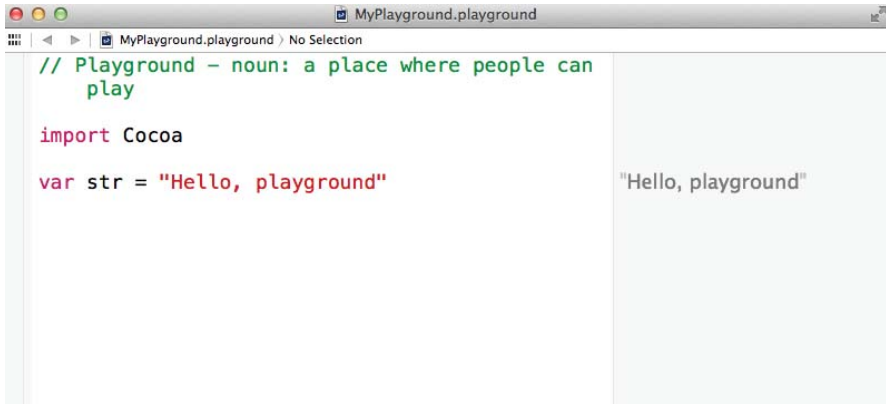 MyPlayground.playground
MyPlayground.playground 〉 No Selection
// Playground – noun: a place where people can
play
import Cocoa
var str = "Hello, playground"
"Hello, playground"